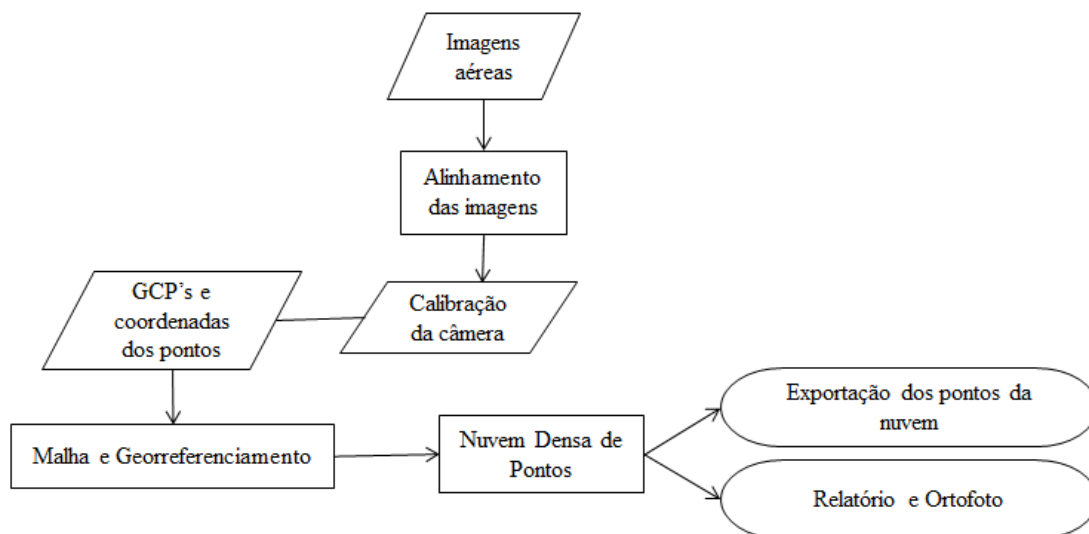 Imagens
aéreas
Alinhamento
das imagens
Calibração
da câmera
GCP's e
coordenadas
dos pontos
Malha e Georreferenciamento
Nuvem Densa de
Pontos
Exportação dos pontos da
nuvem
Relatório e Ortofoto